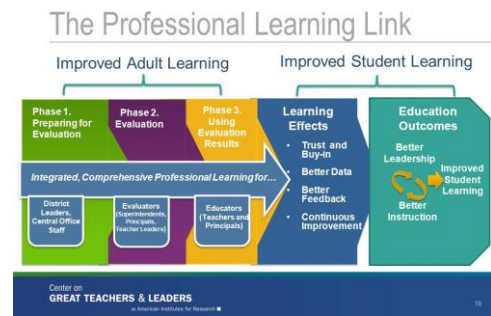 The Professional Learning Link
Improved Adult Learning
Improved Student Learning
Phase 1.
Preparing for
Evaluation
Phase 2.
Evaluation
Phase 3.
Using
Evaluation
Results
Learning
Effects
• Trust and
Buy-in
• Better Data
• Better
Feedback
• Continuous
Improvement
Education
Outcomes
Better
Leadership
Improved
Student
Learning
Better
Instruction
Integrated, Comprehensive Professional Learning for...
District
Leaders,
Central Office
Staff
Evaluators
(Superintendents,
Principals,
Teacher Leaders)
Educators
(Teachers and
Principals)
Center on
GREAT TEACHERS & LEADERS
at American Institutes for Research